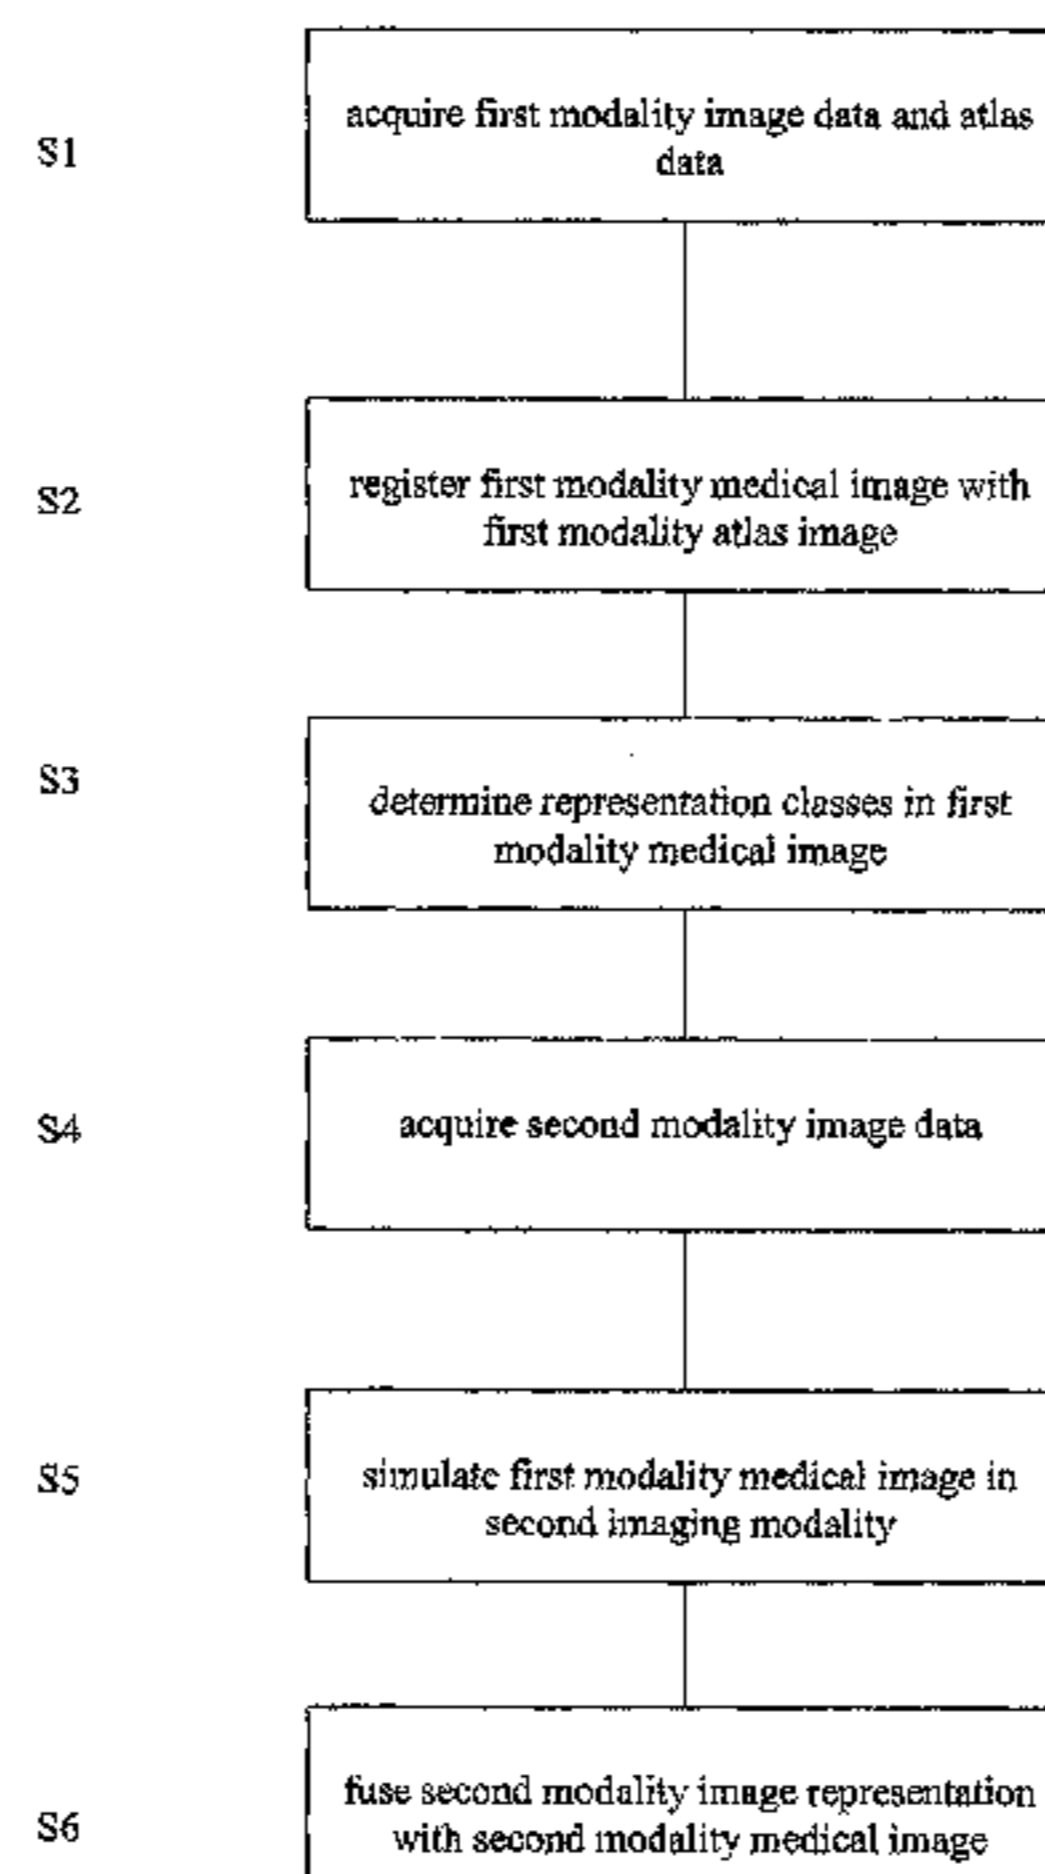 S1
acquire first modality image data and atlas
data
S2
register first modality medical image with
first modality atlas image
S3
determine representation classes in first
modality medical image
S4
acquire second modality image data
S5
simulate first modality medical image in
second imaging modality
S6
fuse second modality image representation
with second modality medical image